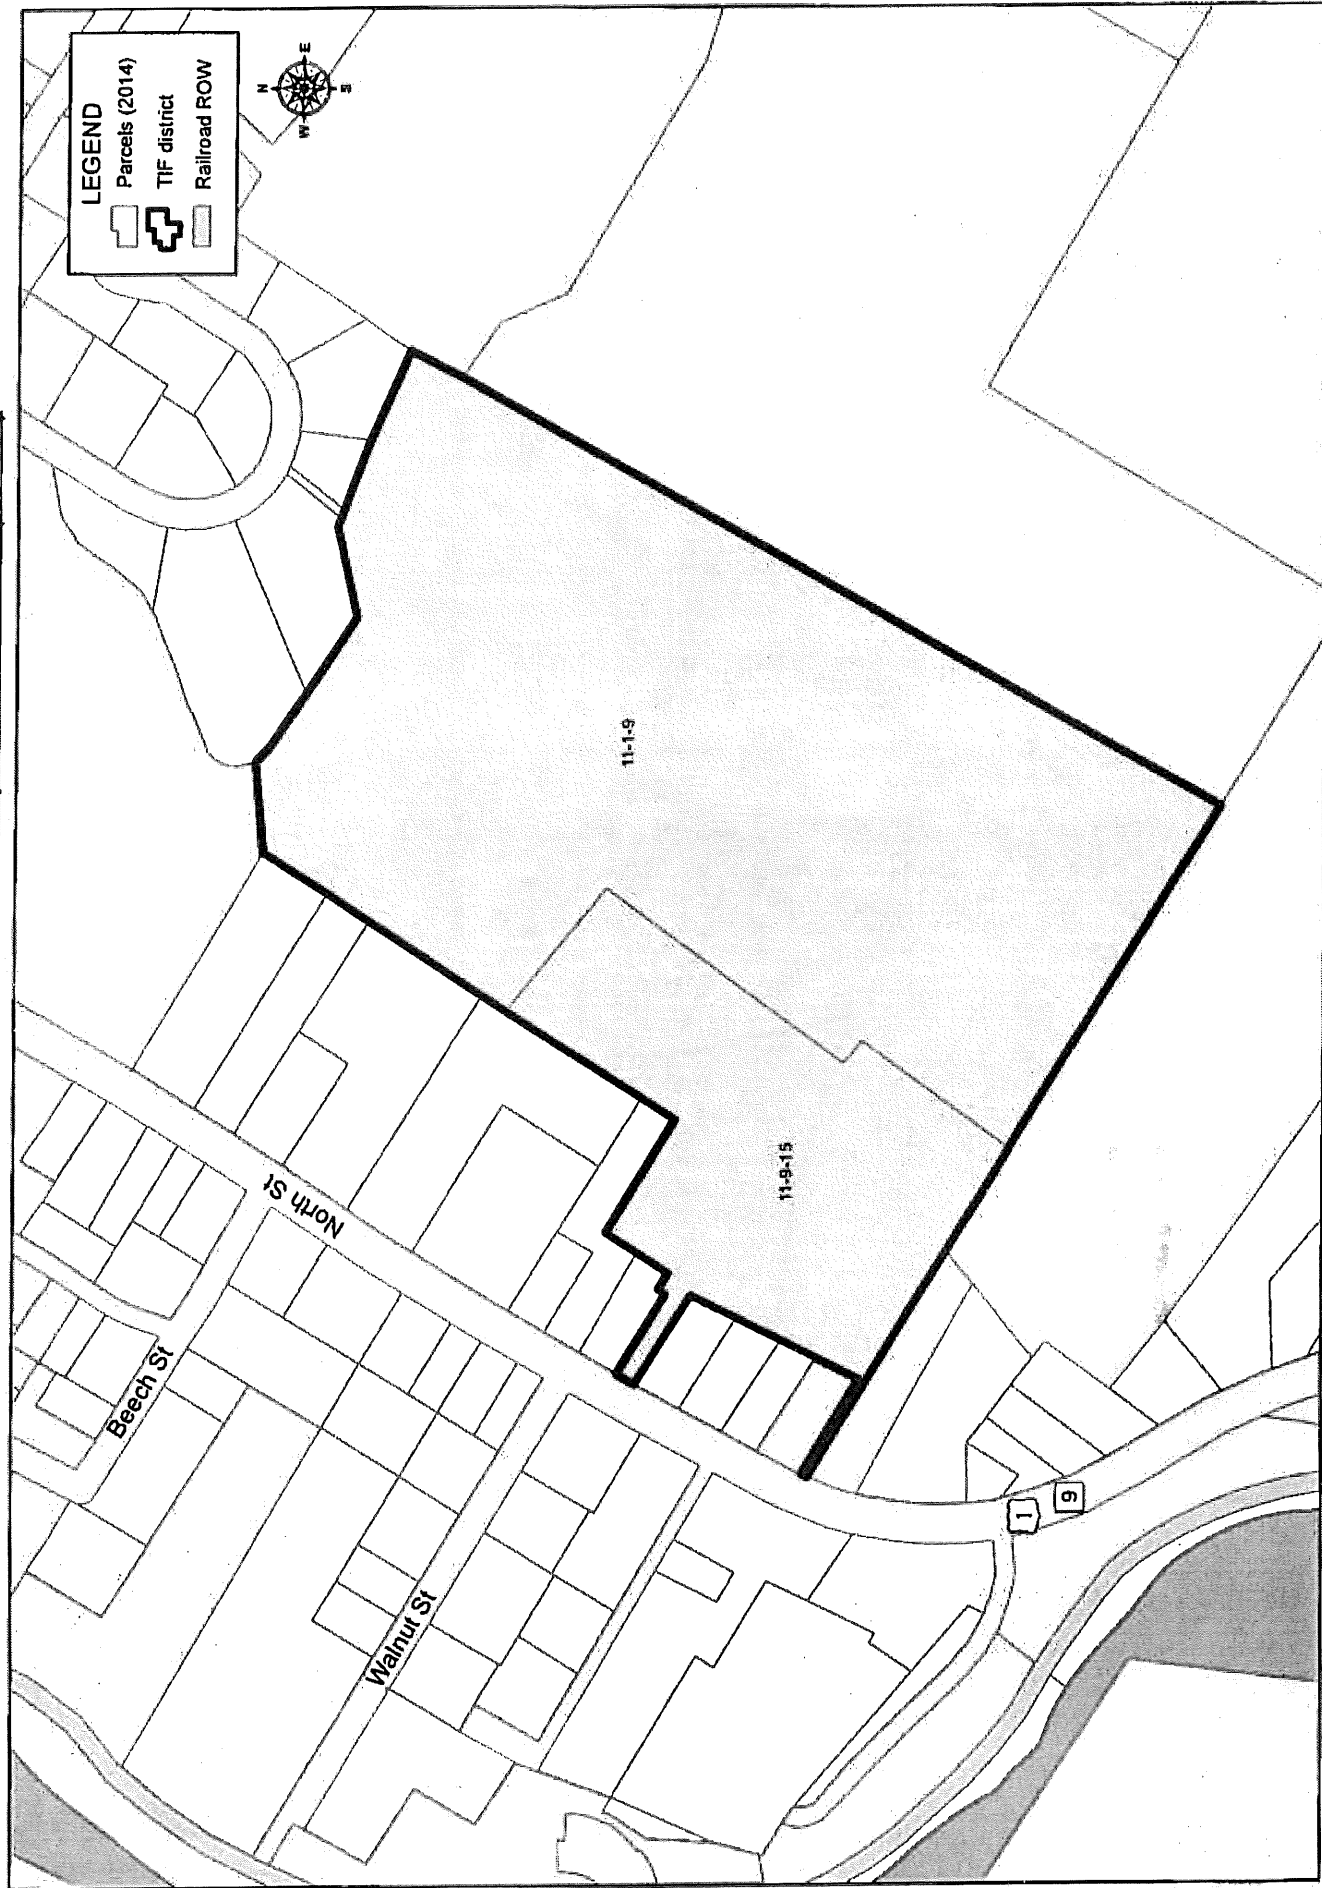 LEGEND
Parcels (2014)
TIF district
Railroad ROW
N
E
S
W
11-1-9
11-9-15
North St
Beech St
Walnut St
1
9